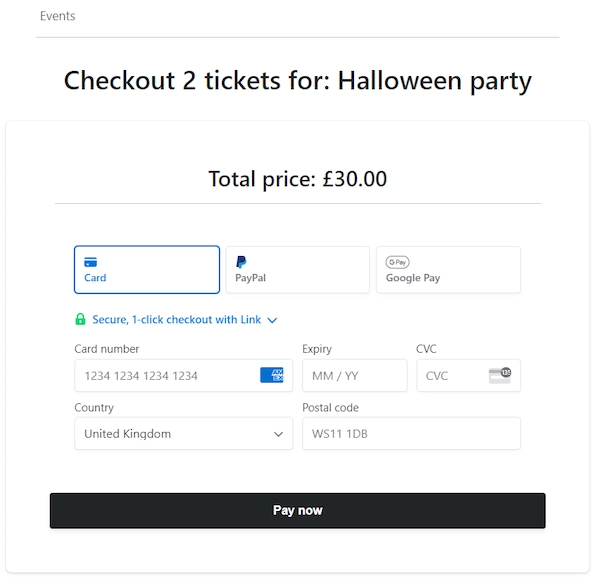 Events
Checkout 2 tickets for: Halloween party
Total price: £30.00
Card
PayPal
G Pay
Google Pay
Secure, 1-click checkout with Link
Card number
Expiry
CVC
1234 1234 1234 1234
AM
EX
MM / YY
CVC
135
Country
Postal code
United Kingdom
WS11 1DB
Pay now